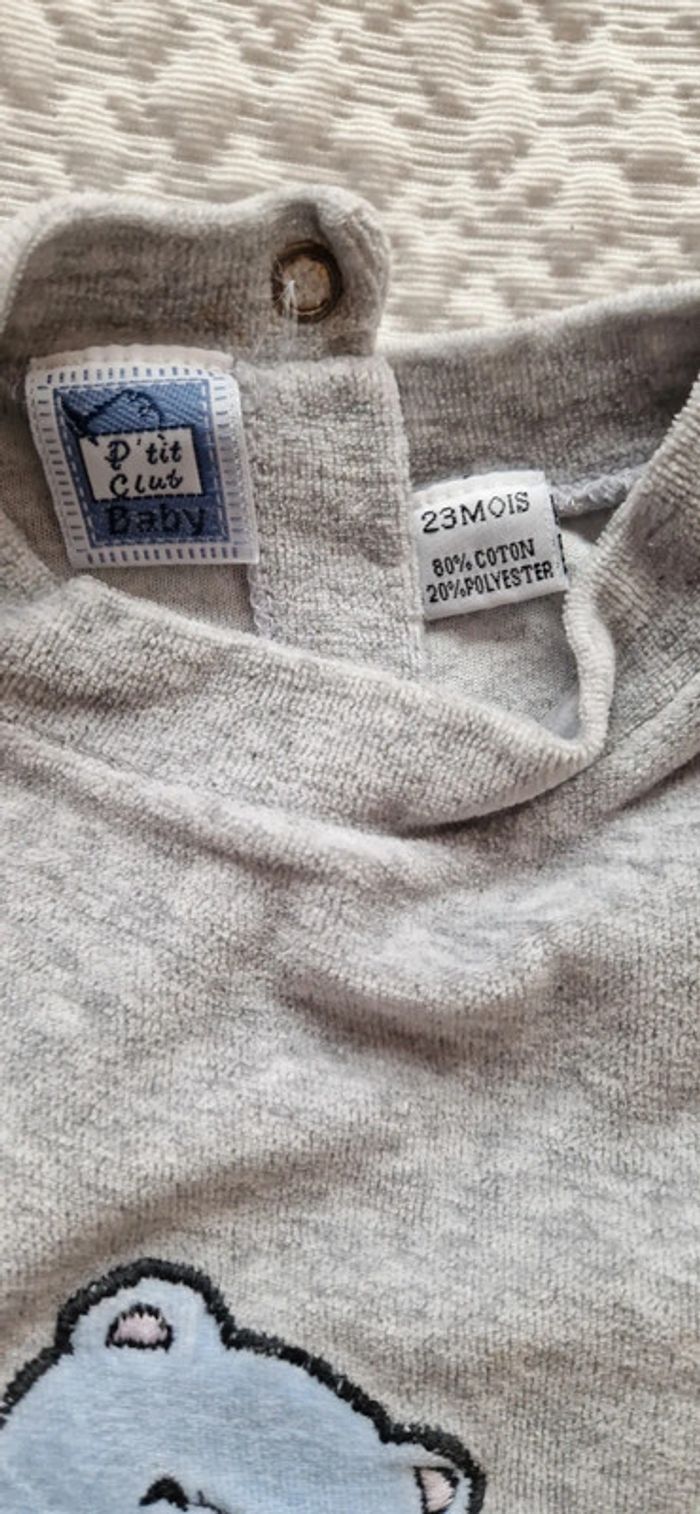 P'tit
Club
Baby
23MOIS
80% COTON
20%POLYESTER